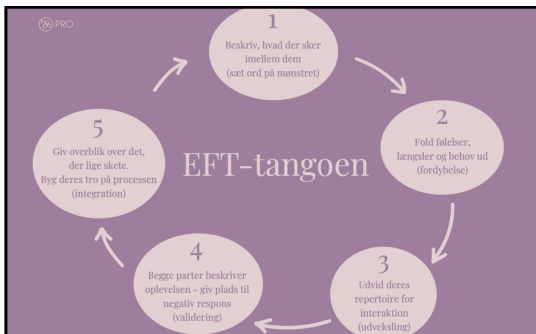 PRO
1
Beskriv, hvad der sker
imellem dem
(sæt ord på mønstret)
2
Fold følelser,
længsler og behov ud
(fordybelse)
3
Udvid deres
repertoire for
interaktion
(udveksling)
4
Begge parter beskriver
oplevelsen - giv plads til
negativ respons
(validering)
5
Giv overblik over det,
der lige skete.
Byg deres tro på processen
(integration)
EFT-tangoen